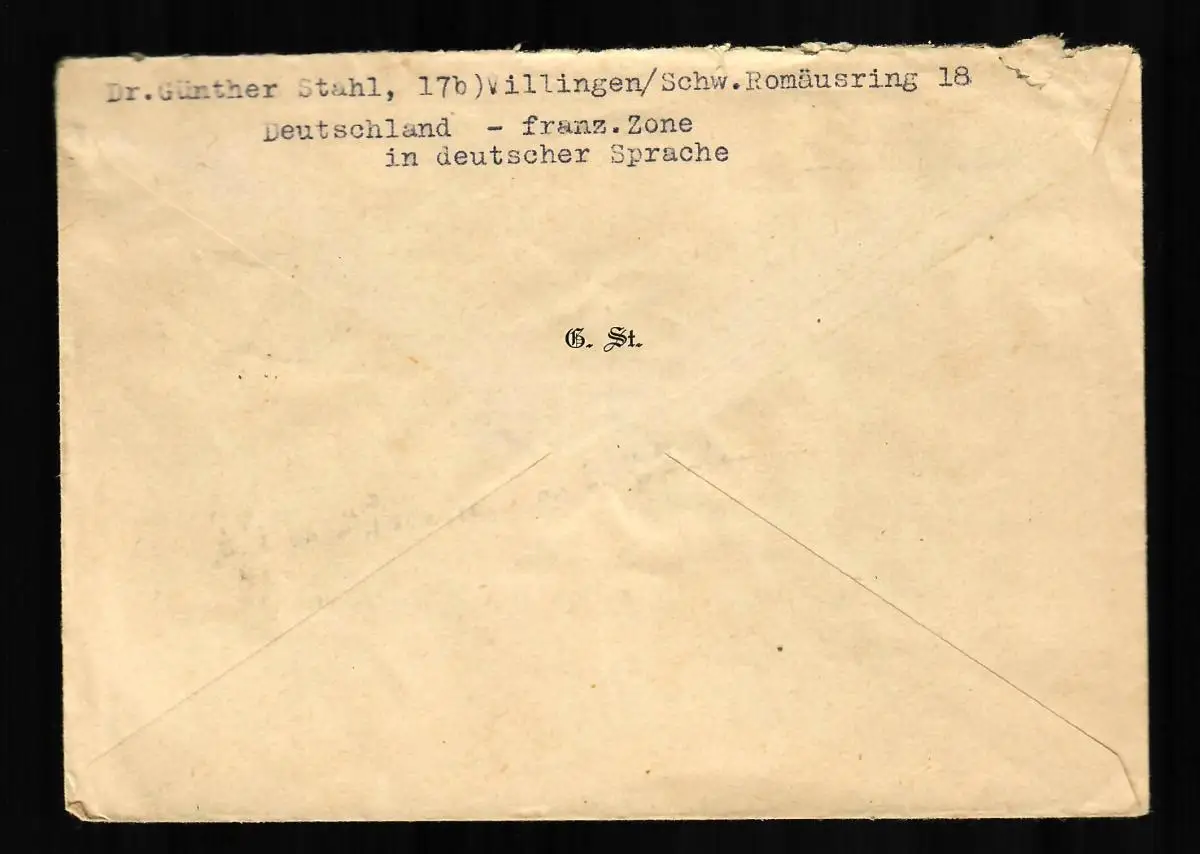 Dr.Günther Stahl, 17b)Villingen/Schw.Romäusring 18
Deutschland - franz.Zone
in deutscher Sprache
G. St.